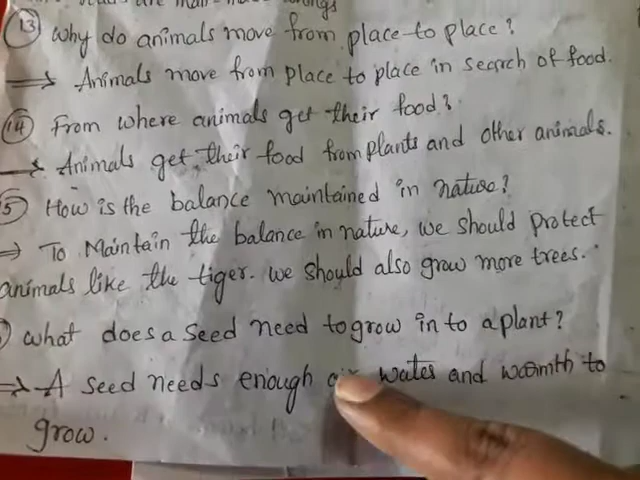 (13) Why do animals move from place to place?
⇒ Animals move from place to place in search of food.
(14) From where animals get their food?
→ Animals get their food from plants and other animals.
5) How is the balance maintained in nature?
⇒ To Maintain the balance in nature, we should protect
animals like the tiger. we should also grow more trees.
) what does a seed need to grow in to a plant?
⇒ A seed needs enough air water and warmth to
grow.